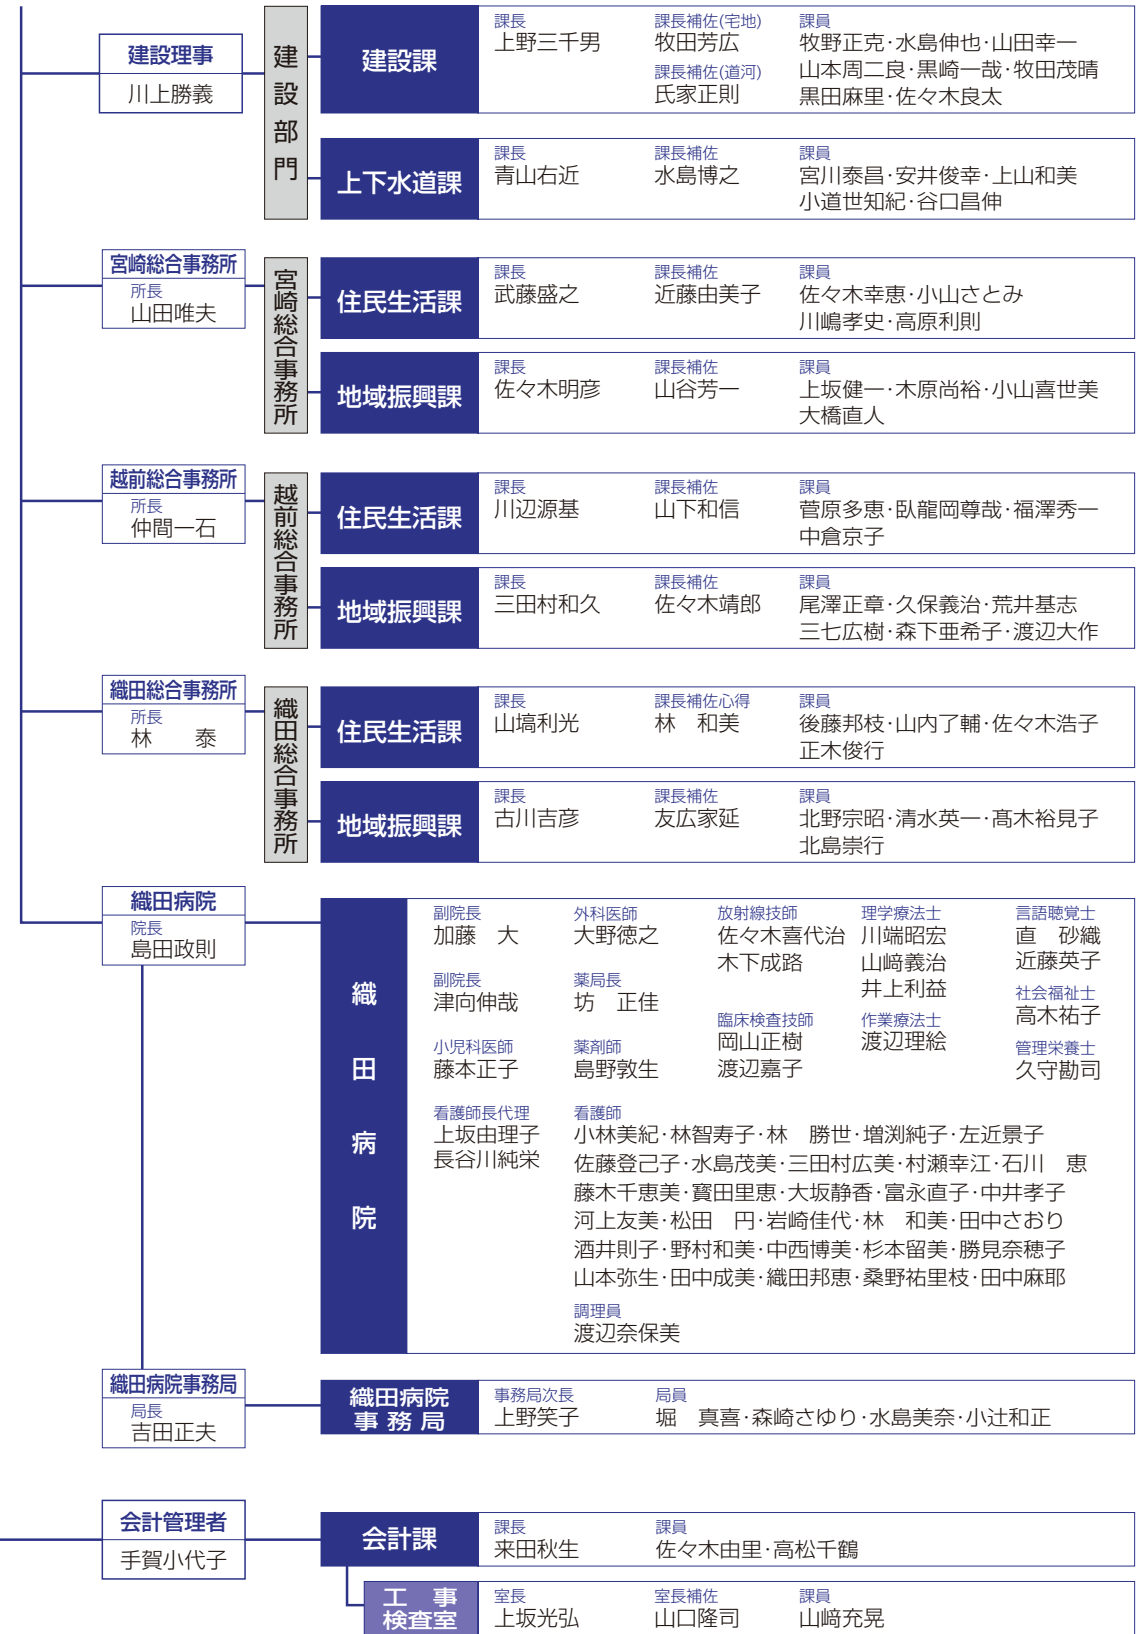 建設理事
川上勝義
建設部門
建設課
課長
上野三千男
課長補佐(宅地)
牧田芳広
課長補佐(道河)
氏家正則
課員
牧野正克·水島伸也·山田幸一
山本周二良·黒崎一哉·牧田茂晴
黒田麻里·佐々木良太
上下水道課
課長
青山右近
課長補佐
水島博之
課員
宮川泰昌·安井俊幸·上山和美
小道世知紀·谷口昌伸
宮崎総合事務所
所長
山田唯夫
宮崎総合事務所
住民生活課
課長
武藤盛之
課長補佐
近藤由美子
課員
佐々木幸恵·小山さとみ
川嶋孝史·高原利則
地域振興課
課長
佐々木明彦
課長補佐
山谷芳一
課員
上坂健一·木原尚裕·小山喜世美
大橋直人
越前総合事務所
所長
仲間一石
越前総合事務所
住民生活課
課長
川辺源基
課長補佐
山下和信
課員
菅原多恵·臥龍岡尊哉·福澤秀一
中倉京子
地域振興課
課長
三田村和久
課長補佐
佐々木靖郎
課員
尾澤正章·久保義治·荒井基志
三七広樹·森下亜希子·渡辺大作
織田総合事務所
所長
林　　泰
織田総合事務所
住民生活課
課長
山塙利光
課長補佐心得
林　和美
課員
後藤邦枝·山内了輔·佐々木浩子
正木俊行
地域振興課
課長
古川吉彦
課長補佐
友広家延
課員
北野宗昭·清水英一·髙木裕見子
北島崇行
織田病院
院長
島田政則
織田病院
副院長
加藤　大
副院長
津向伸哉
小児科医師
藤本正子
外科医師
大野徳之
薬局長
坊　正佳
薬剤師
島野敦生
放射線技師
佐々木喜代治
木下成路
臨床検査技師
岡山正樹
渡辺嘉子
理学療法士
川端昭宏
山﨑義治
井上利益
作業療法士
渡辺理絵
言語聴覚士
直　砂織
近藤英子
社会福祉士
高木祐子
管理栄養士
久守勘司
看護師長代理
上坂由理子
長谷川純栄
看護師
小林美紀·林智寿子·林　勝世·増渕純子·左近景子
佐藤登己子·水島茂美·三田村広美·村瀬幸江·石川　恵
藤木千恵美·寳田里恵·大坂静香·富永直子·中井孝子
河上友美·松田　円·岩崎佳代·林　和美·田中さおり
酒井則子·野村和美·中西博美·杉本留美·勝見奈穂子
山本弥生·田中成美·織田邦恵·桑野祐里枝·田中麻耶
調理員
渡辺奈保美
織田病院事務局
局長
吉田正夫
織田病院
事 務 局
事務局次長
上野笑子
局員
堀　真喜·森崎さゆり·水島美奈·小辻和正
会計管理者
手賀小代子
会計課
課長
来田秋生
課員
佐々木由里·高松千鶴
工　事
検査室
室長
上坂光弘
室長補佐
山口隆司
課員
山﨑充晃